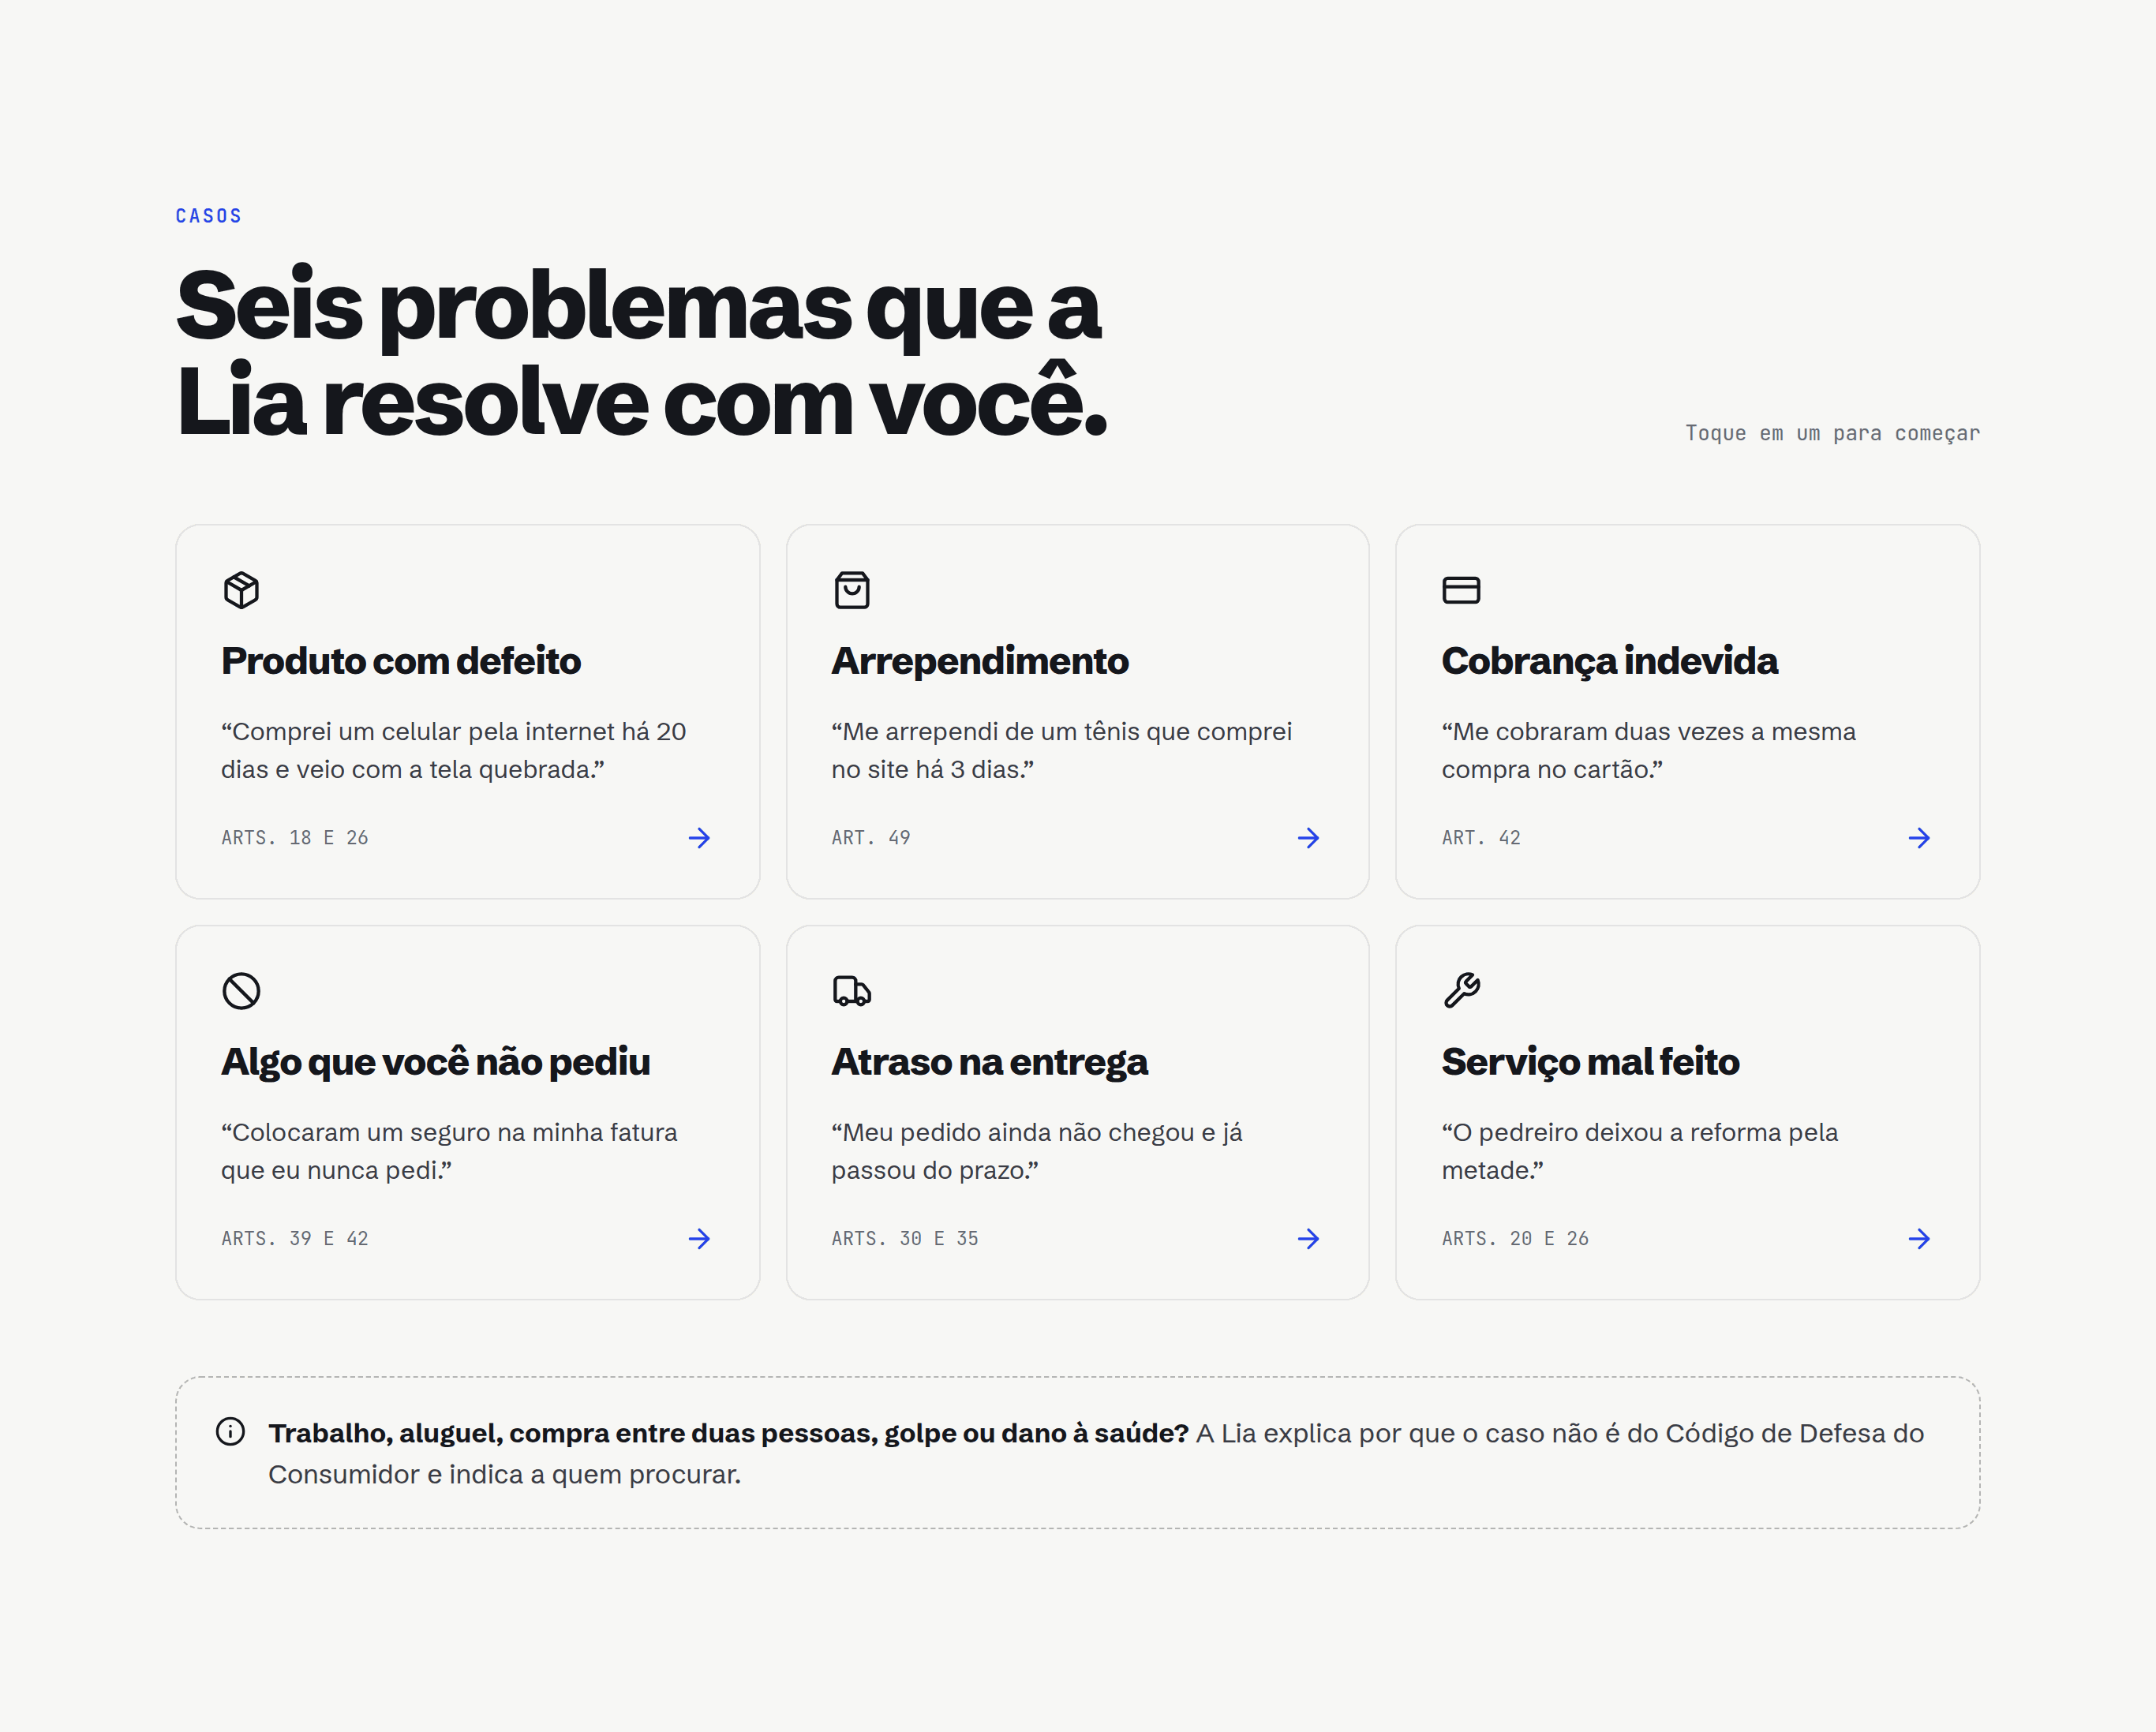 CASOS
Seis problemas que a
Lia resolve com você.
Toque em um para começar
Produto com defeito
“Comprei um celular pela internet há 20
dias e veio com a tela quebrada.”
ARTS. 18 E 26
Arrependimento
“Me arrependi de um tênis que comprei
no site há 3 dias.”
ART. 49
Cobrança indevida
“Me cobraram duas vezes a mesma
compra no cartão.”
ART. 42
Algo que você não pediu
“Colocaram um seguro na minha fatura
que eu nunca pedi.”
ARTS. 39 E 42
Atraso na entrega
“Meu pedido ainda não chegou e já
passou do prazo.”
ARTS. 30 E 35
Serviço mal feito
“O pedreiro deixou a reforma pela
metade.”
ARTS. 20 E 26
Trabalho, aluguel, compra entre duas pessoas, golpe ou dano à saúde? A Lia explica por que o caso não é do Código de Defesa do
Consumidor e indica a quem procurar.